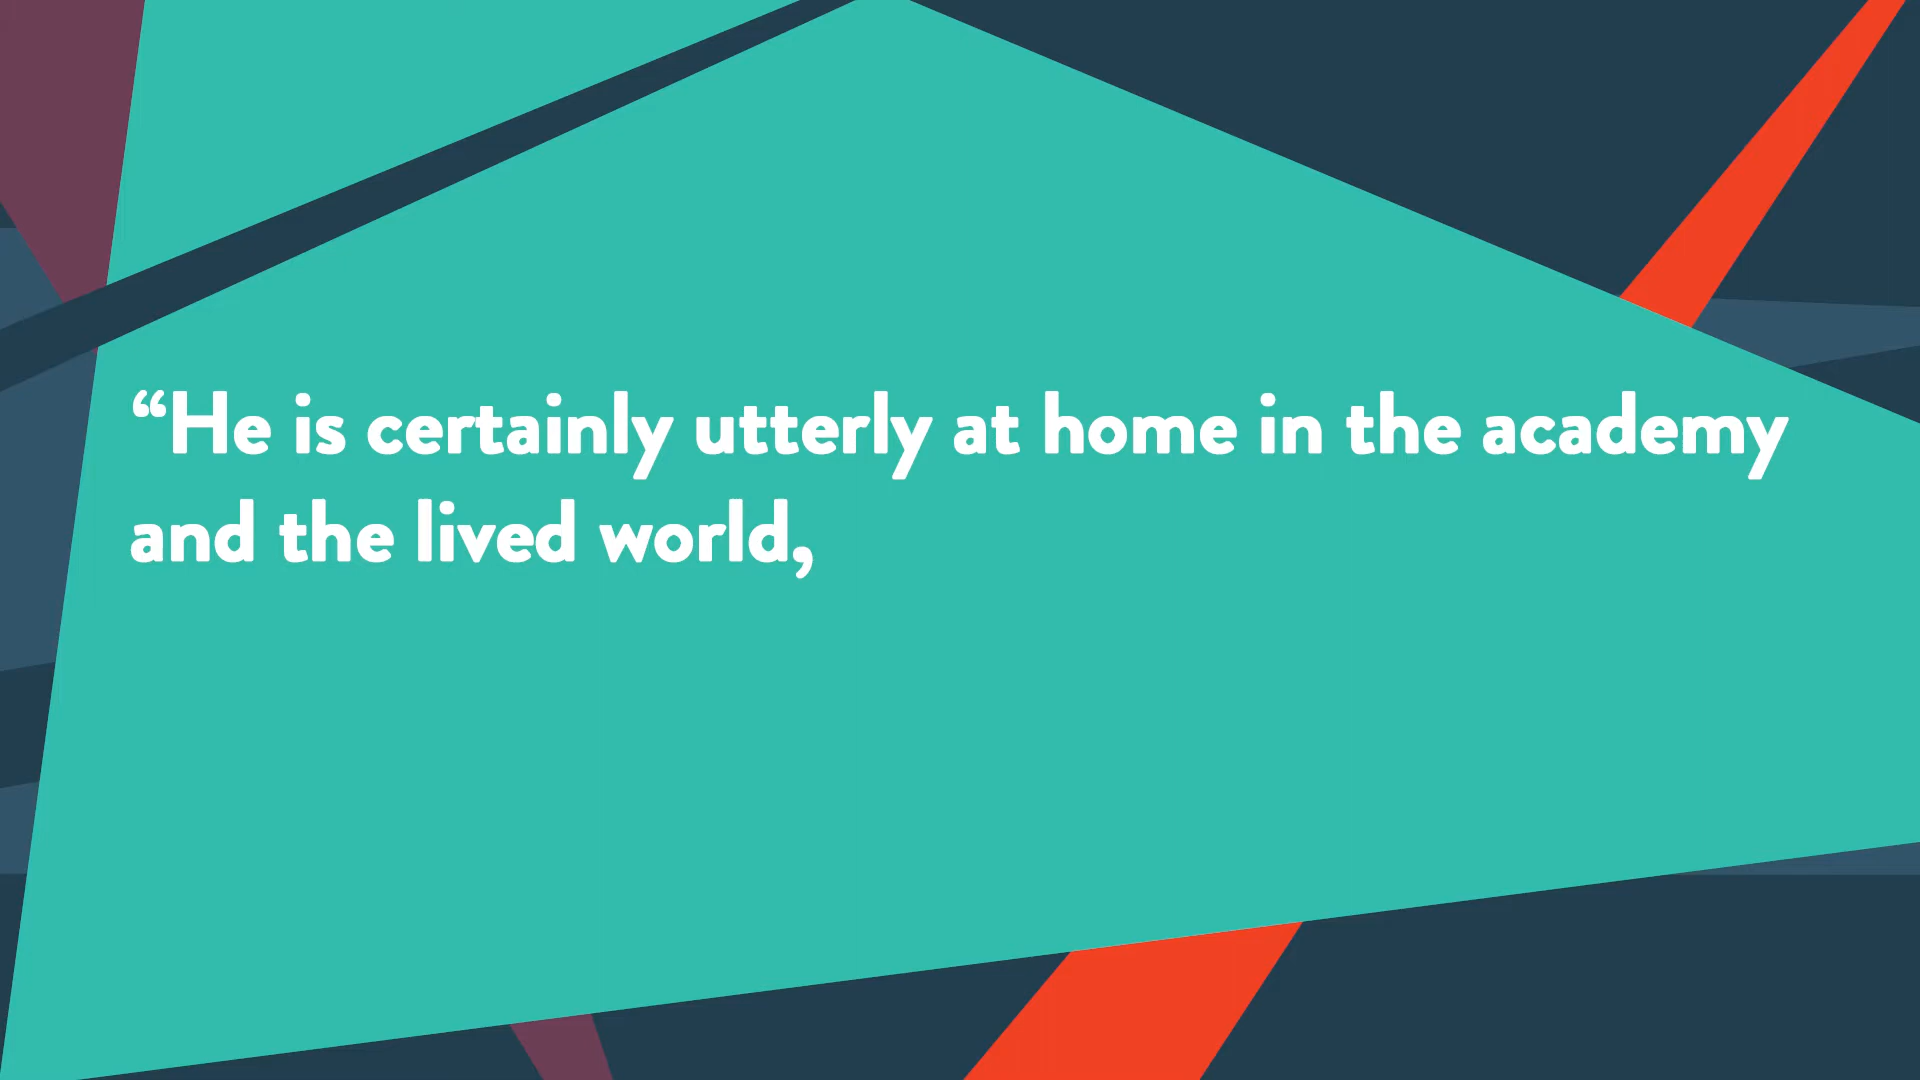 “He is certainly utterly at home in the academy
and the lived world,